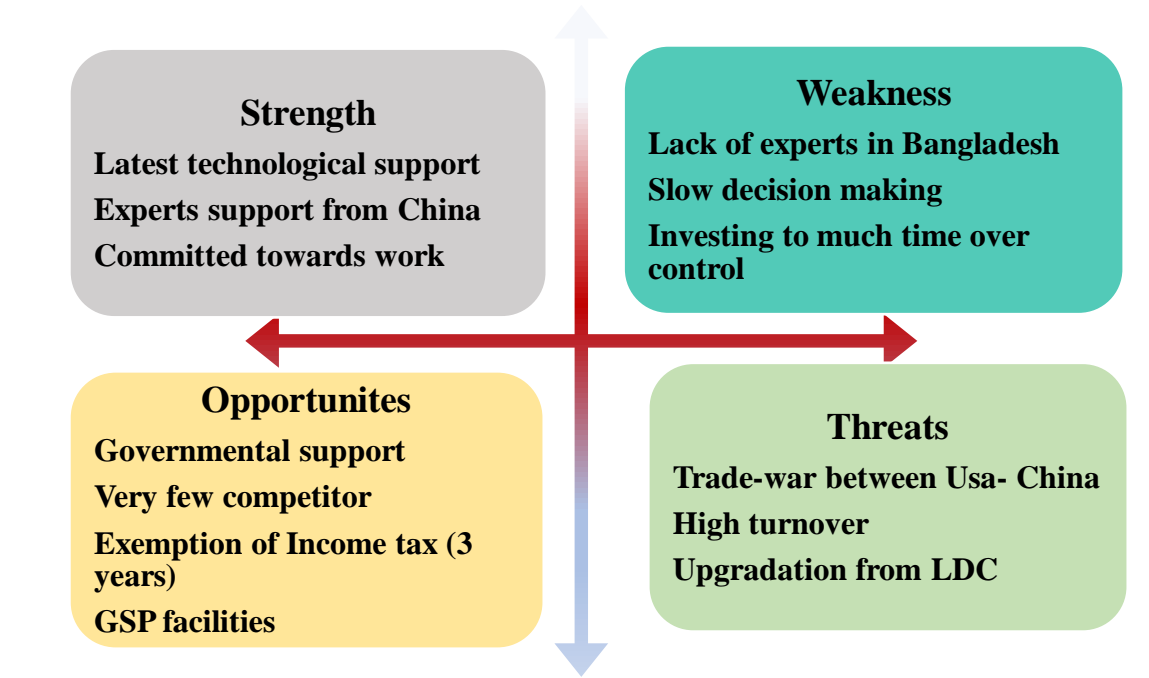 Strength
Latest technological support
Experts support from China
Committed towards work
Weakness
Lack of experts in Bangladesh
Slow decision making
Investing to much time over
control
Opportunites
Governmental support
Very few competitor
Exemption of Income tax (3
years)
GSP facilities
Threats
Trade-war between Usa- China
High turnover
Upgradation from LDC